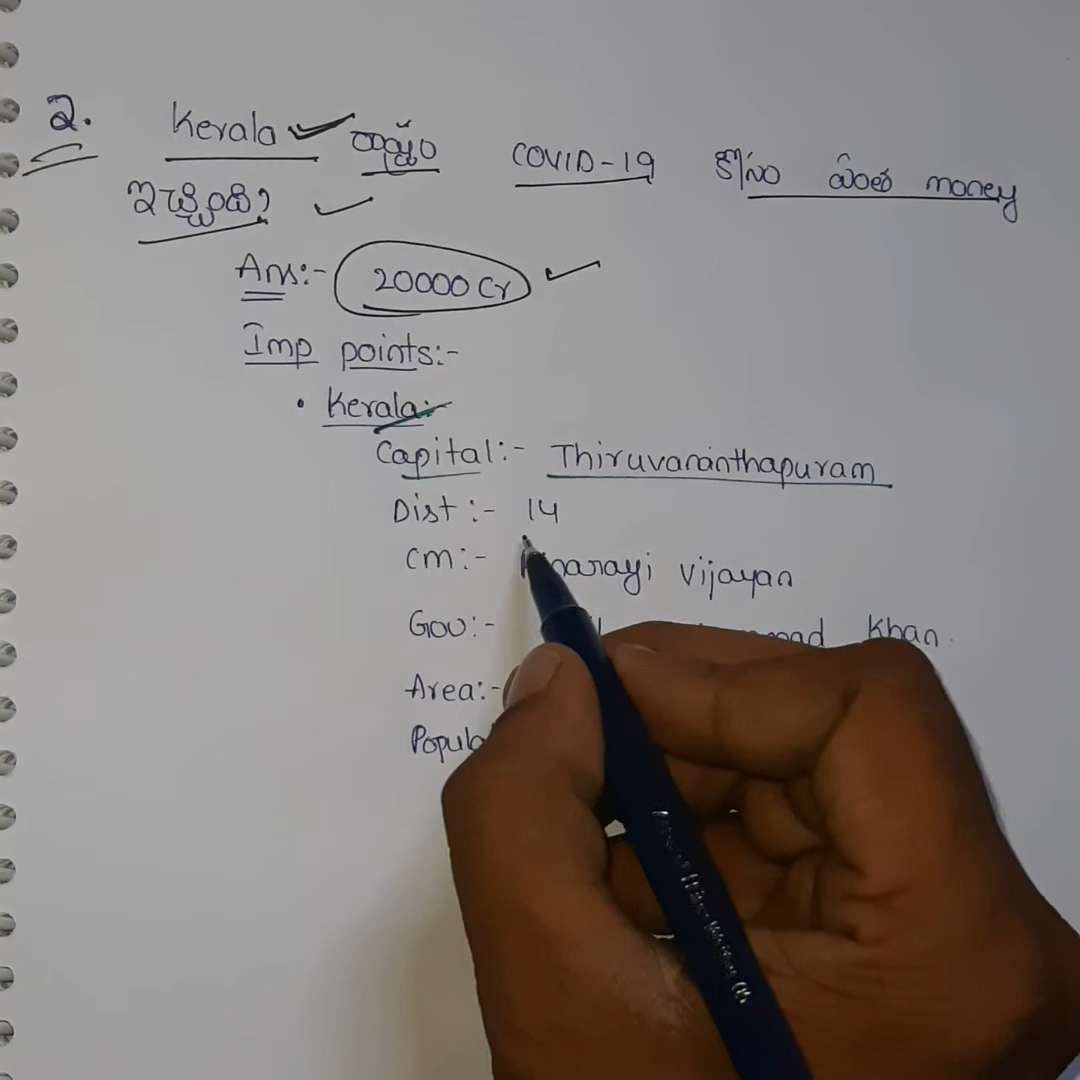 2. Kerala రాష్ట్రం COVID-19 కోసం ఎంత money
ఇచ్చింది?
Ans:- 20000 Cr
Imp points:-
• Kerala:
Capital:- Thiruvananthapuram
Dist:- 14
CM:- Pinarayi Vijayan
Gov:- Khan.
Area:-